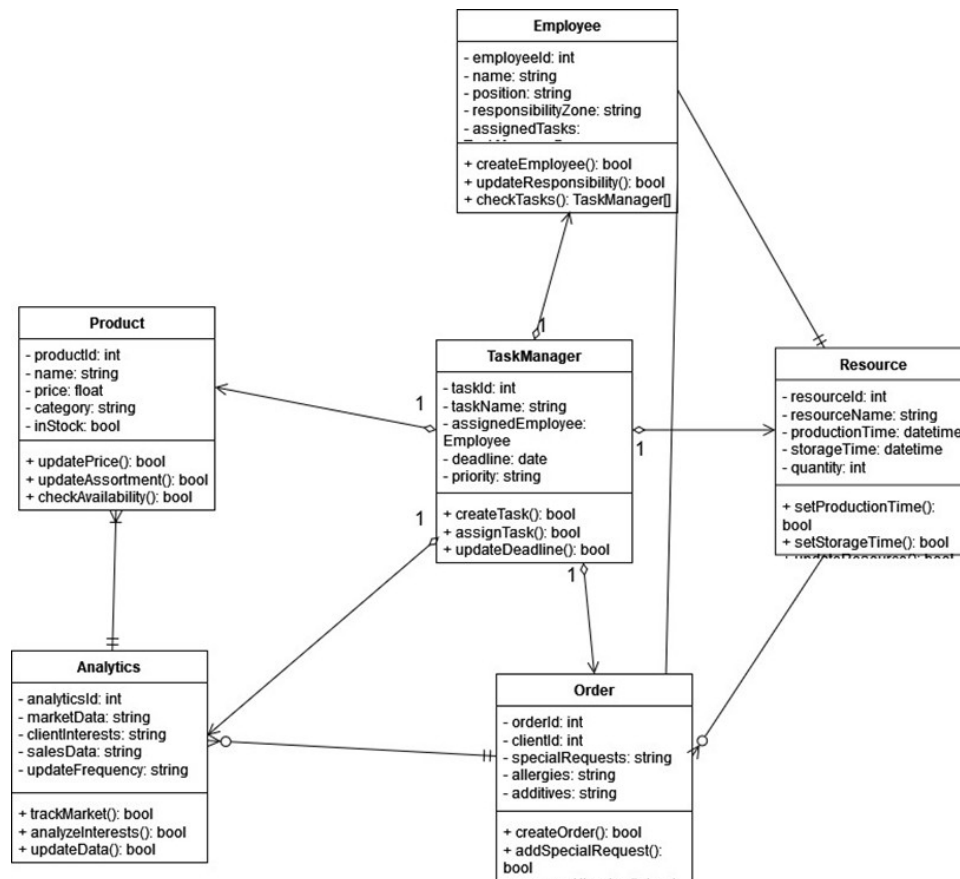 Employee
- employeeId: int
- name: string
- position: string
- responsibilityZone: string
- assignedTasks:
+ createEmployee(): bool
+ updateResponsibility(): bool
+ checkTasks(): TaskManager[]
Product
- productId: int
- name: string
- price: float
- category: string
- inStock: bool
+ updatePrice(): bool
+ updateAssortment(): bool
+ checkAvailability(): bool
1
1
TaskManager
- taskId: int
- taskName: string
- assignedEmployee:
Employee
- deadline: date
- priority: string
+ createTask(): bool
+ assignTask(): bool
+ updateDeadline(): bool
1
1
1
Resource
- resourceId: int
- resourceName: string
- productionTime: datetime
- storageTime: datetime
- quantity: int
+ setProductionTime():
bool
+ setStorageTime(): bool
Analytics
- analyticsId: int
- marketData: string
- clientInterests: string
- salesData: string
- updateFrequency: string
+ trackMarket(): bool
+ analyzeInterests(): bool
+ updateData(): bool
Order
- orderId: int
- clientId: int
- specialRequests: string
- allergies: string
- additives: string
+ createOrder(): bool
+ addSpecialRequest():
bool